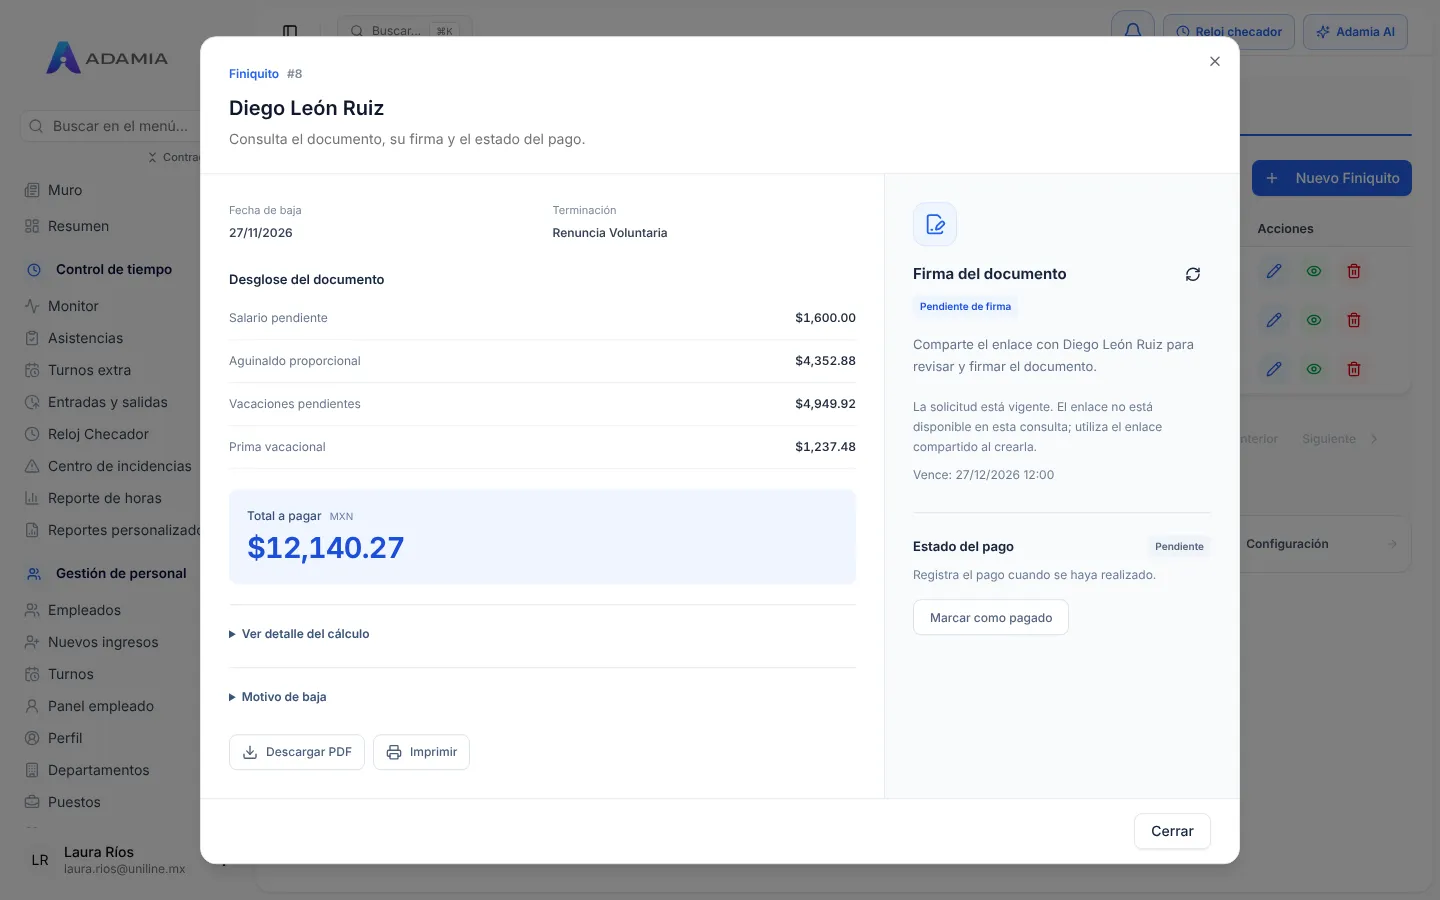 ADAMIA
Buscar en el menú...
Muro
Resumen
Control de tiempo
Monitor
Asistencias
Turnos extra
Entradas y salidas
Reloj Checador
Centro de incidencias
Reporte de horas
Reportes
Gestión de personal
Empleados
Nuevos ingresos
Turnos
Panel empleado
Perfil
Departamentos
Puestos
LR
Laura Ríos
laura.rios@uniline.mx
Buscar...
⌘K
Reloj checador
Adamia AI
Nuevo Finiquito
Acciones
Siguiente
Configuración
Finiquito #8
Diego León Ruiz
Consulta el documento, su firma y el estado del pago.
Fecha de baja
27/11/2026
Terminación
Renuncia Voluntaria
Desglose del documento
Salario pendiente $1,600.00
Aguinaldo proporcional $4,352.88
Vacaciones pendientes $4,949.92
Prima vacacional $1,237.48
Total a pagar MXN
$12,140.27
Ver detalle del cálculo
Motivo de baja
Descargar PDF
Imprimir
Firma del documento
Pendiente de firma
Comparte el enlace con Diego León Ruiz para
revisar y firmar el documento.
La solicitud está vigente. El enlace no está
disponible en esta consulta; utiliza el enlace
compartido al crearla.
Vence: 27/12/2026 12:00
Estado del pago
Pendiente
Registra el pago cuando se haya realizado.
Marcar como pagado
Cerrar